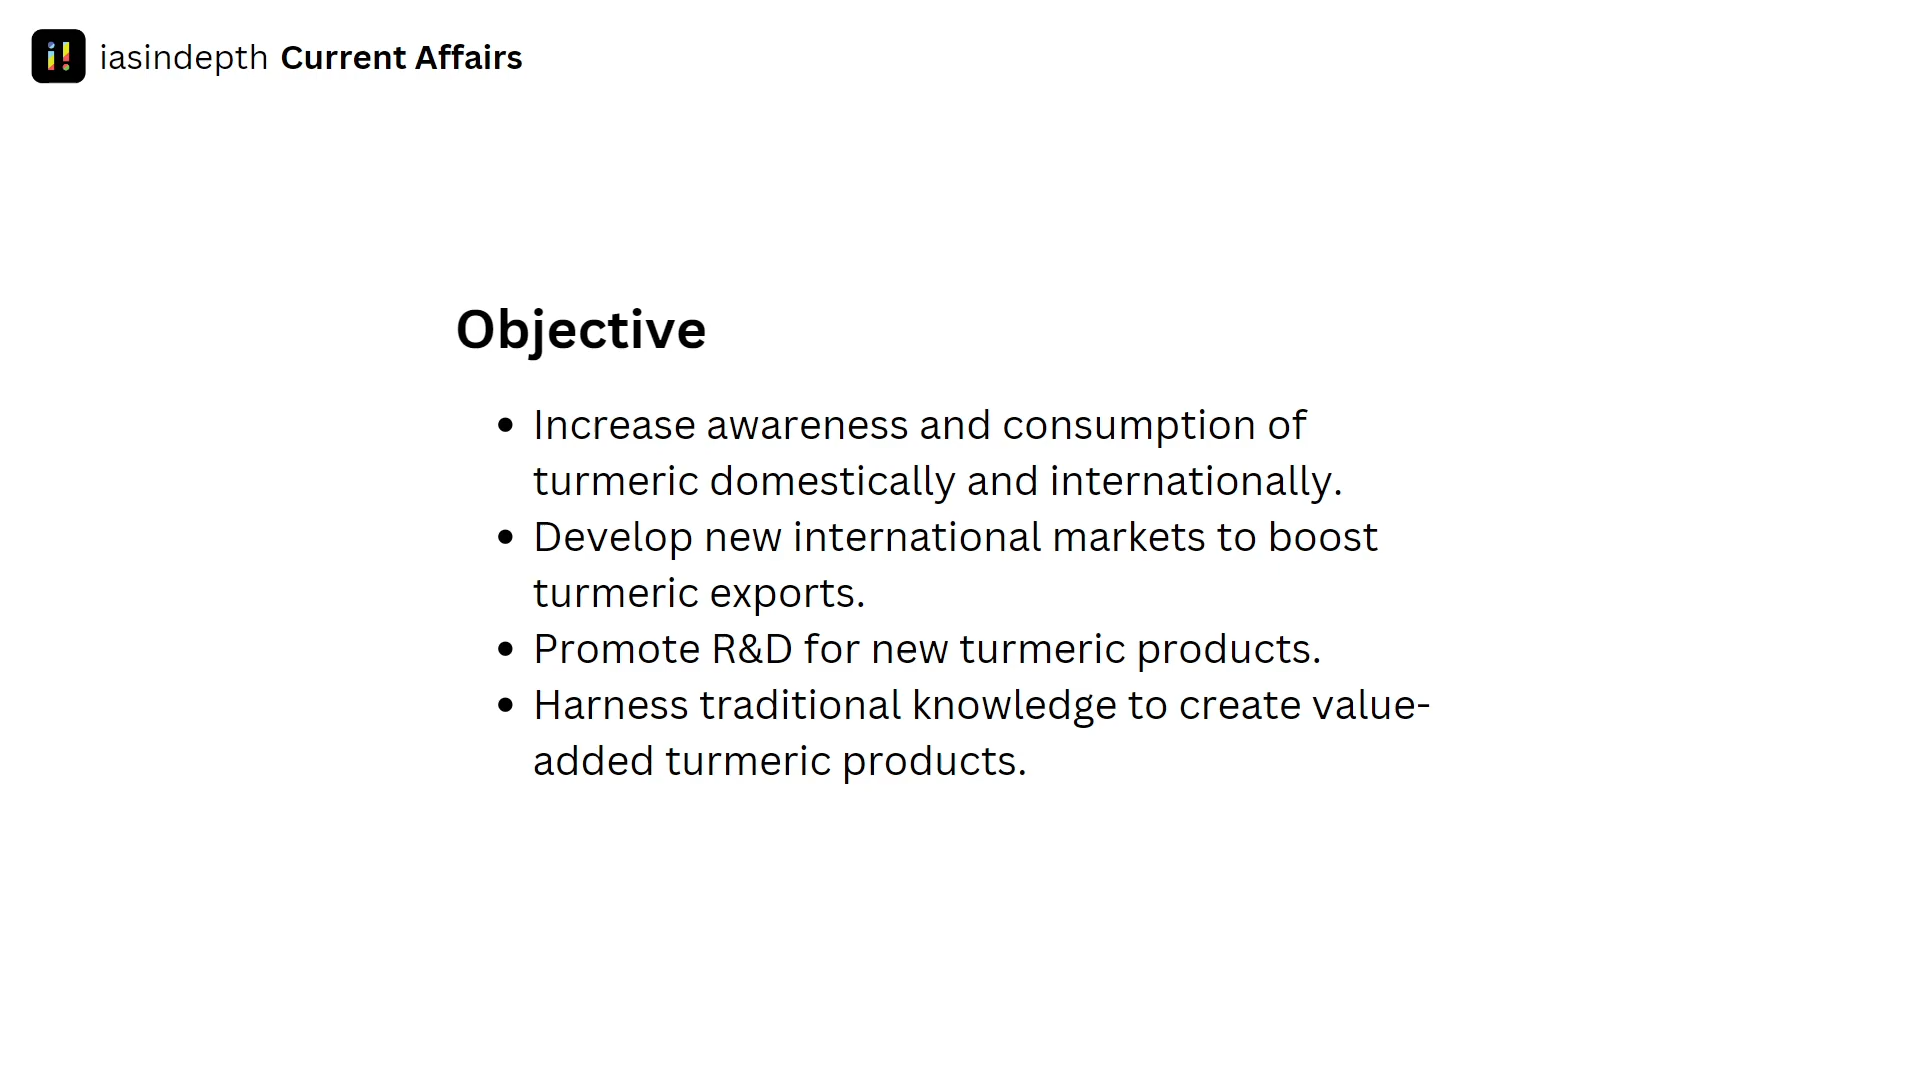 iasindepth Current Affairs
Objective
• Increase awareness and consumption of
turmeric domestically and internationally.
• Develop new international markets to boost
turmeric exports.
• Promote R&D for new turmeric products.
• Harness traditional knowledge to create value-
added turmeric products.